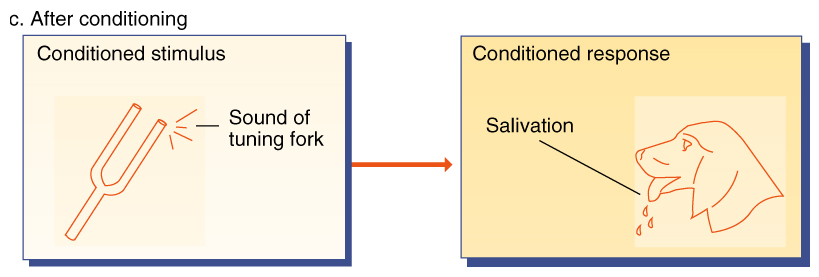 c. After conditioning
Conditioned stimulus
Sound of
tuning fork
Conditioned response
Salivation